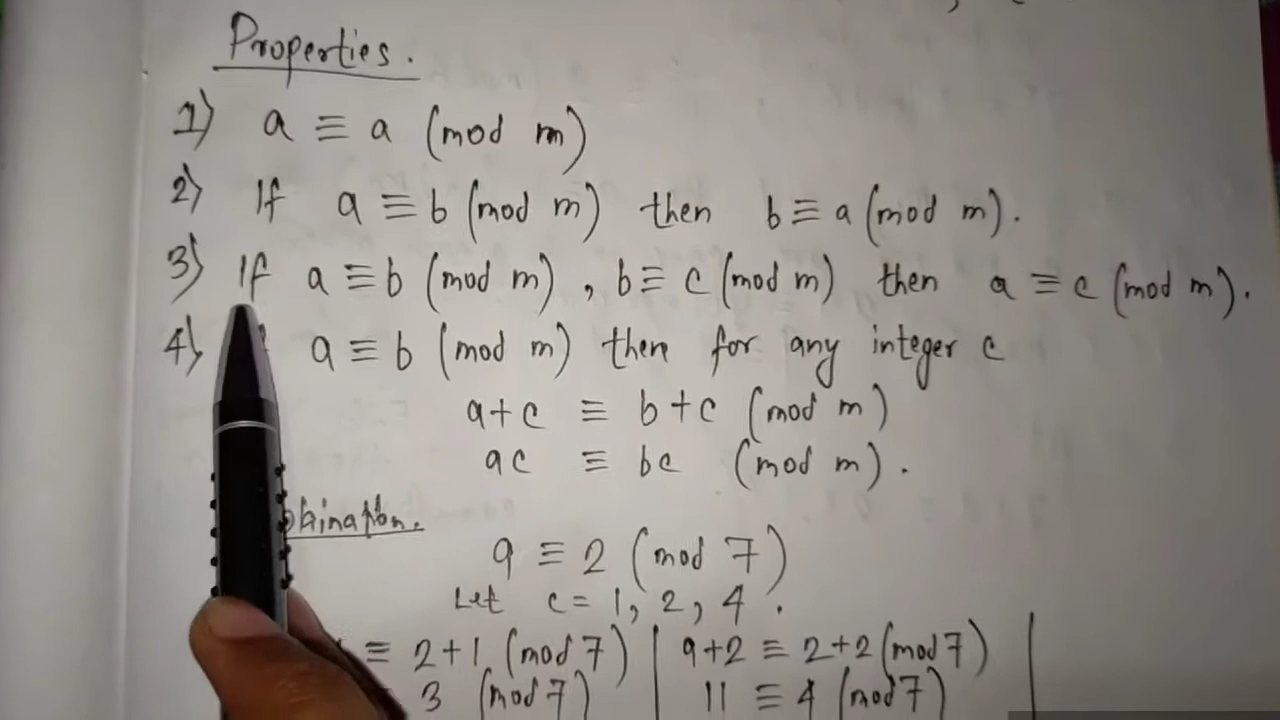 Properties.
1) a ≡ a (mod m)
2) If a ≡ b (mod m) then b ≡ a (mod m).
3) If a ≡ b (mod m), b ≡ c (mod m) then a ≡ c (mod m).
4) a ≡ b (mod m) then for any integer c
a+c ≡ b+c (mod m)
ac ≡ bc (mod m).
9 ≡ 2 (mod 7)
Let c = 1, 2, 4.
≡ 2+1 (mod 7) | 9+2 ≡ 2+2 (mod 7) |
3 (mod 7) | 11 ≡ 4 (mod 7)